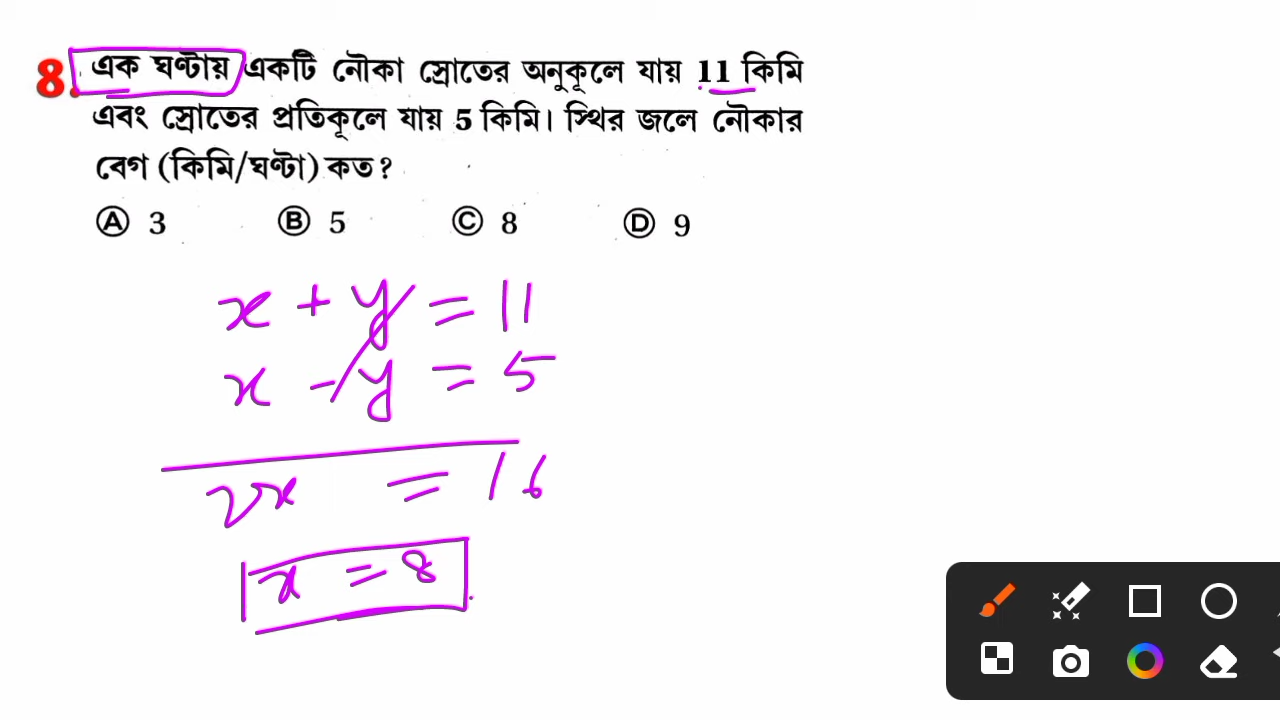 8. এক ঘণ্টায় একটি নৌকা স্রোতের অনুকূলে যায় 11 কিমি
এবং স্রোতের প্রতিকূলে যায় 5 কিমি। স্থির জলে নৌকার
বেগ (কিমি/ঘণ্টা) কত?
Ⓐ 3 Ⓑ 5 Ⓒ 8 Ⓓ 9
x + y = 11
x - y = 5
2x = 16
x = 8